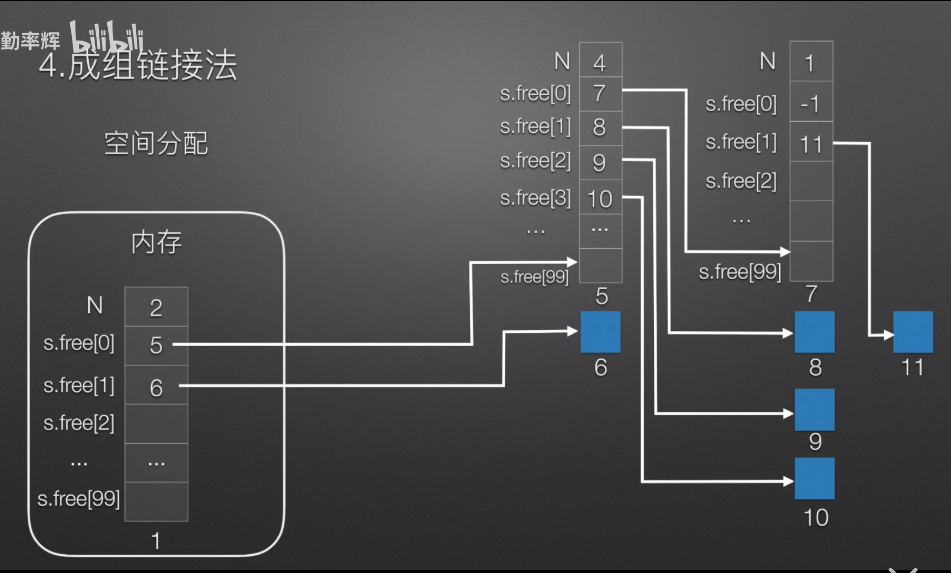 勤率辉 bilibili
4.成组链接法
空间分配
内存
N 2
s.free[0] 5
s.free[1] 6
s.free[2]
... ...
s.free[99]
1
N 4
s.free[0] 7
s.free[1] 8
s.free[2] 9
s.free[3] 10
... ...
s.free[99]
5
6
N 1
s.free[0] -1
s.free[1] 11
s.free[2]
...
s.free[99]
7
8
9
10
11